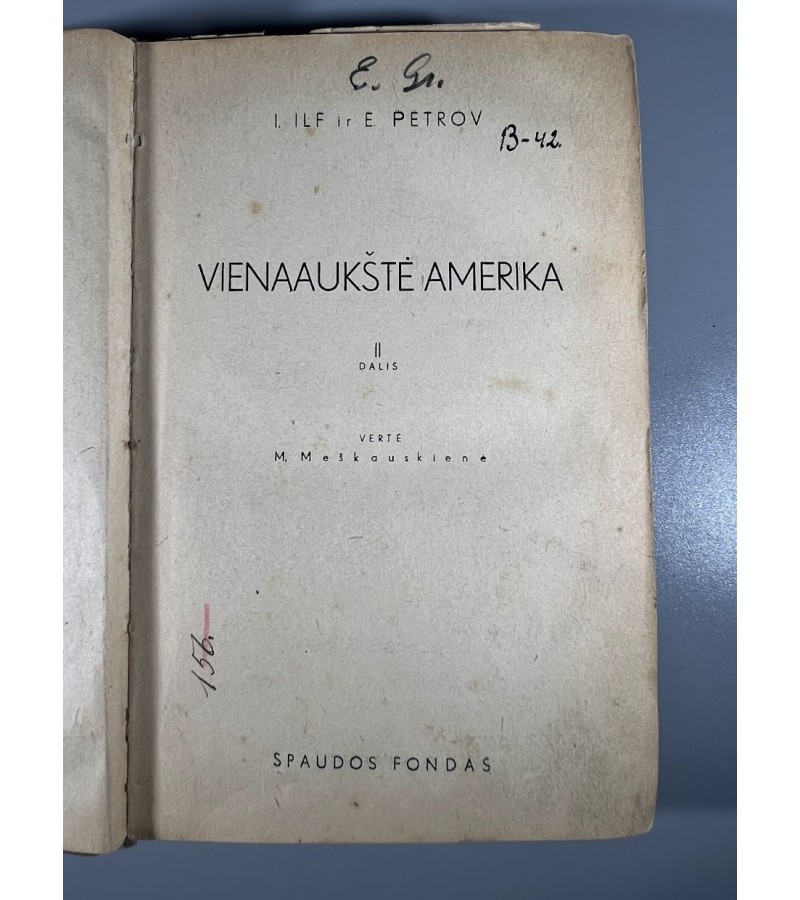 E. Gr.
I. ILF ir E. PETROV
B-42.
VIENAAUKŠTĖ AMERIKA
II
DALIS
VERTĖ
M. Meškauskienė
156.
SPAUDOS FONDAS